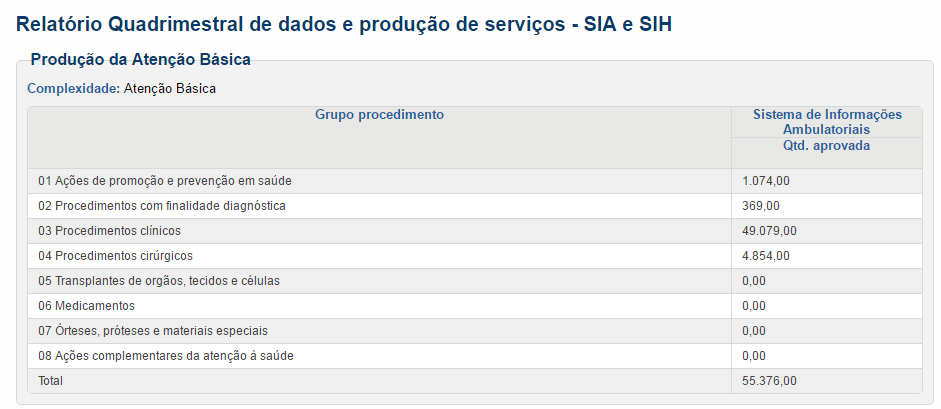 Relatório Quadrimestral de dados e produção de serviços - SIA e SIH
Produção da Atenção Básica
Complexidade: Atenção Básica
Grupo procedimento
Sistema de Informações
Ambulatoriais
Qtd. aprovada
01 Ações de promoção e prevenção em saúde 1.074,00
02 Procedimentos com finalidade diagnóstica 369,00
03 Procedimentos clínicos 49.079,00
04 Procedimentos cirúrgicos 4.854,00
05 Transplantes de orgãos, tecidos e células 0,00
06 Medicamentos 0,00
07 Órteses, próteses e materiais especiais 0,00
08 Ações complementares da atenção à saúde 0,00
Total 55.376,00